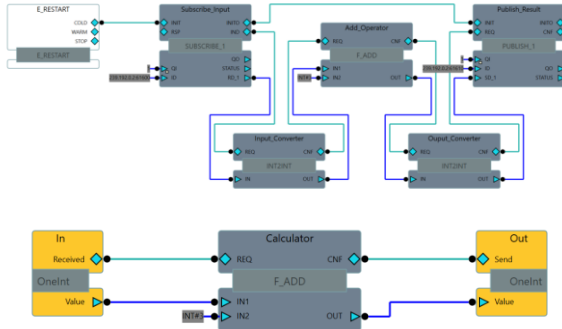 E_RESTART
COLD
WARM
STOP
E_RESTART
Subscribe_Input
INIT INITO
RSP IND
SUBSCRIBE_1
QI QO
ID STATUS
RD_1
Add_Operator
REQ CNF
F_ADD
IN1
IN2 OUT
Publish_Result
INIT INITO
REQ CNF
PUBLISH_1
QI QO
ID STATUS
SD_1
Input_Converter
REQ CNF
INT2INT
IN OUT
Ouput_Converter
REQ CNF
INT2INT
IN OUT
In
Received
OneInt
Value
Calculator
REQ CNF
F_ADD
IN1
IN2 OUT
Out
Send
OneInt
Value